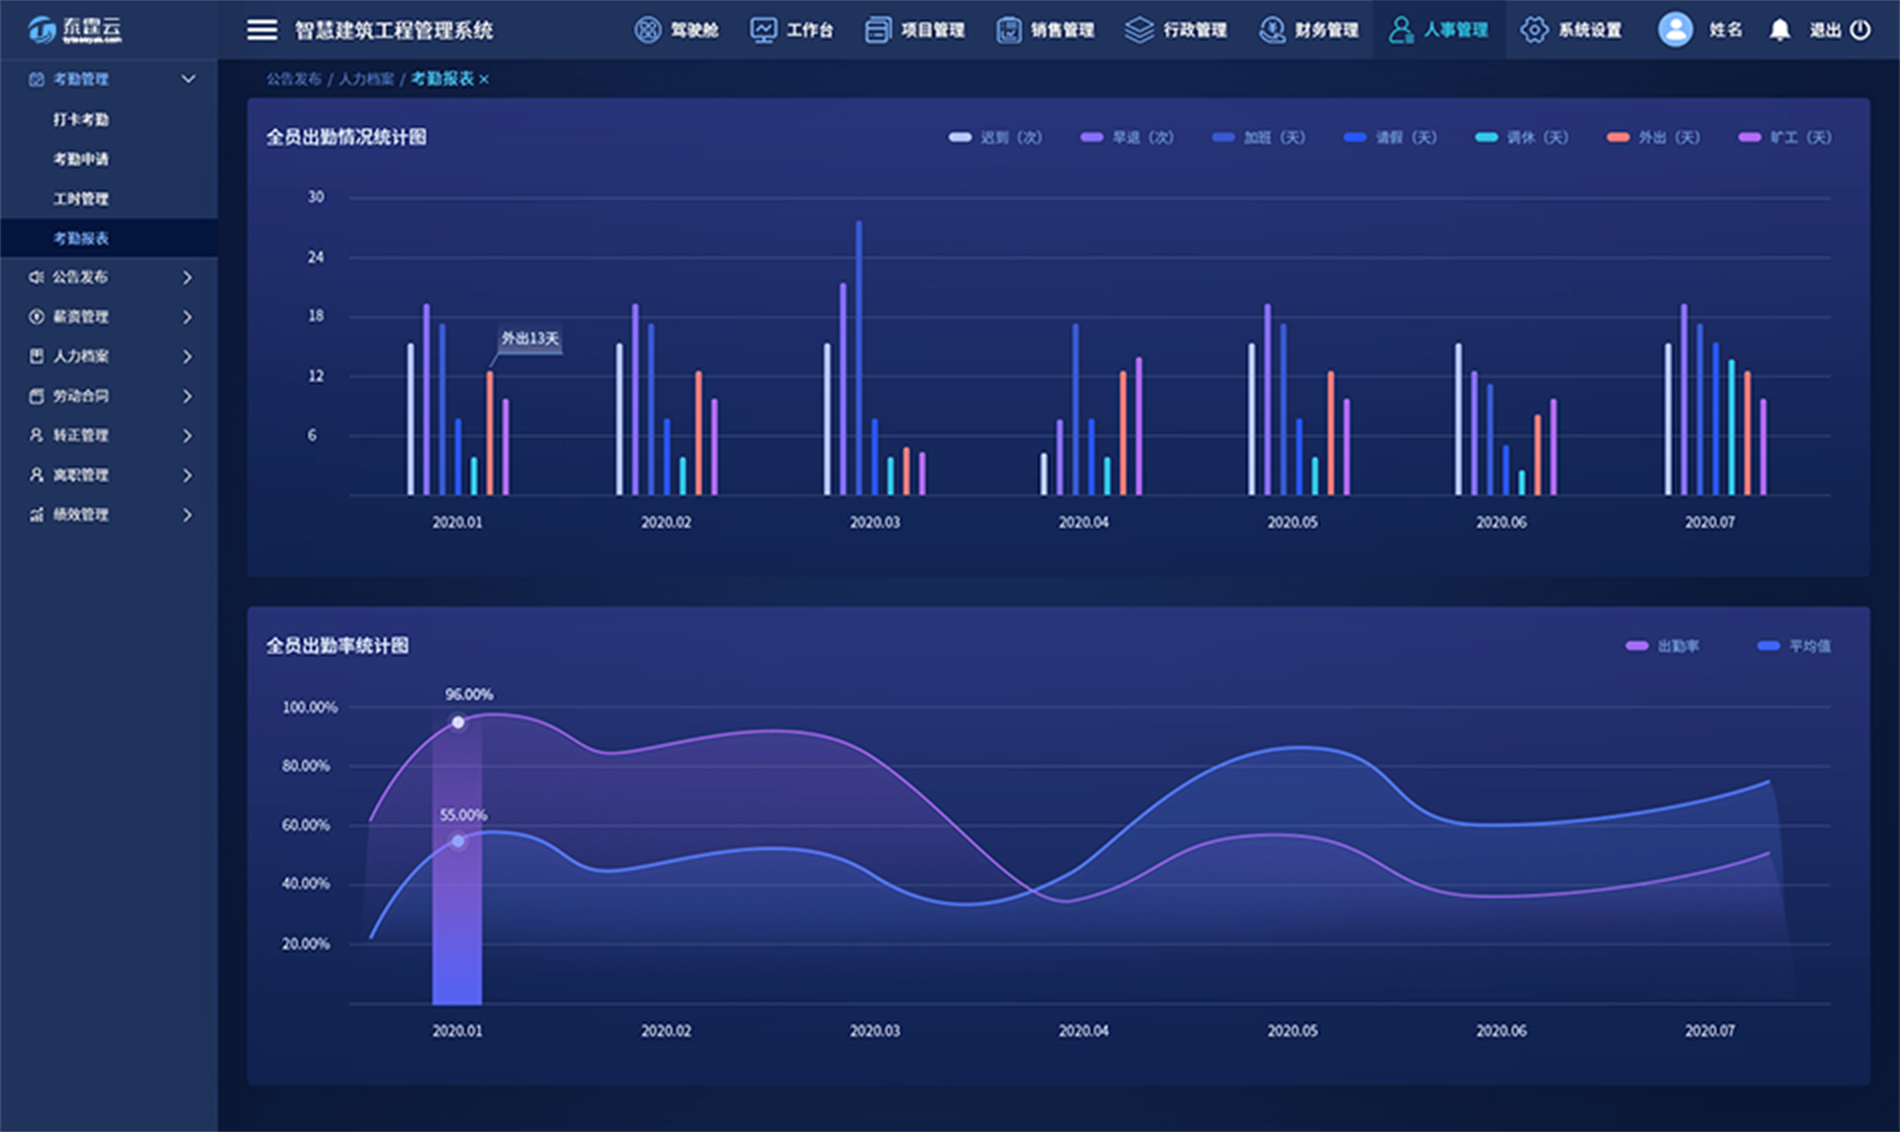 泰霆云
智慧建筑工程管理系统
驾驶舱
工作台
项目管理
销售管理
行政管理
财务管理
人事管理
系统设置
姓名
退出
考勤管理
打卡考勤
考勤申请
工时管理
考勤报表
公告发布
薪资管理
人力档案
劳动合同
转正管理
离职管理
绩效管理
公告发布 / 人力档案 / 考勤报表 ×
全员出勤情况统计图
迟到（次） 早退（次） 加班（天） 请假（天） 调休（天） 外出（天） 旷工（天）
30
24
18
12
6
外出13天
2020.01 2020.02 2020.03 2020.04 2020.05 2020.06 2020.07
全员出勤率统计图
出勤率 平均值
96.00%
100.00%
80.00%
55.00%
60.00%
40.00%
20.00%
2020.01 2020.02 2020.03 2020.04 2020.05 2020.06 2020.07